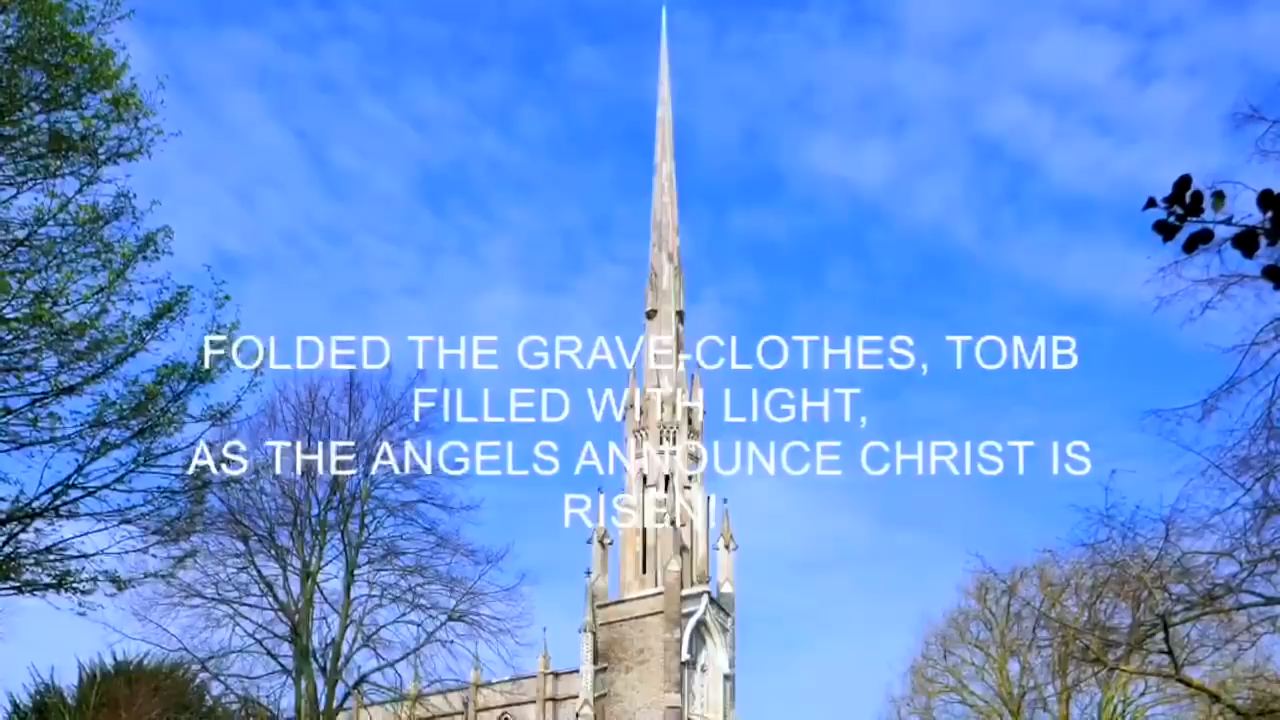 FOLDED THE GRAVE-CLOTHES, TOMB
FILLED WITH LIGHT,
AS THE ANGELS ANNOUNCE CHRIST IS
RISEN!